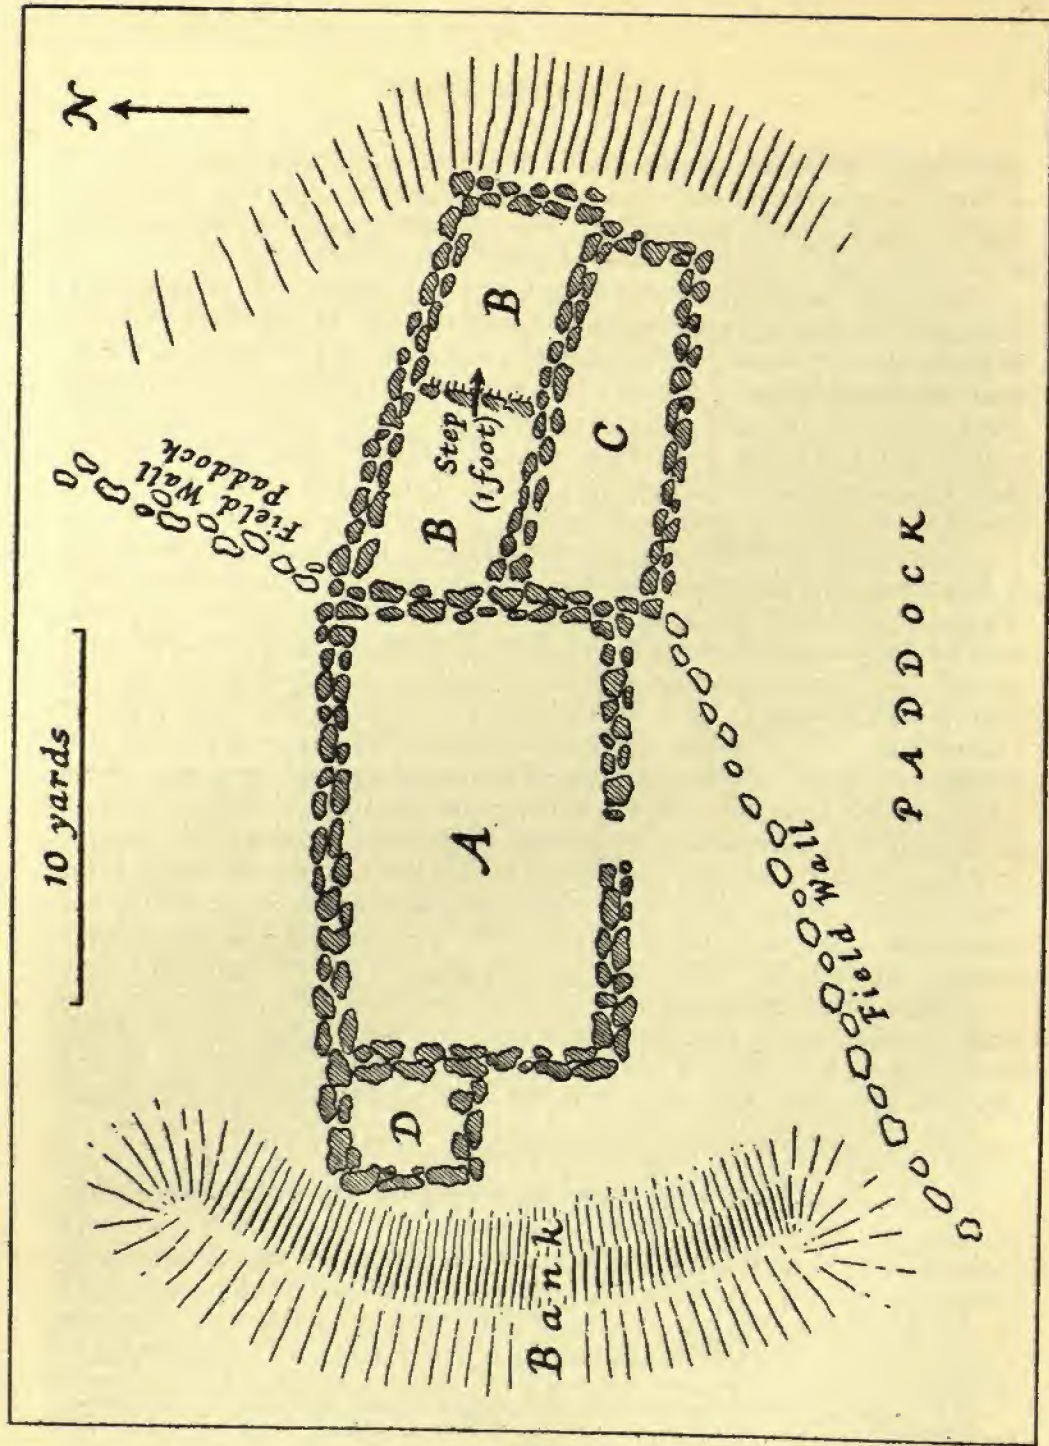 N
10 yards
Field Wall
Paddock
B
Step
(1 foot)
B
C
A
D
Bank
Field Wall
PADDOCK